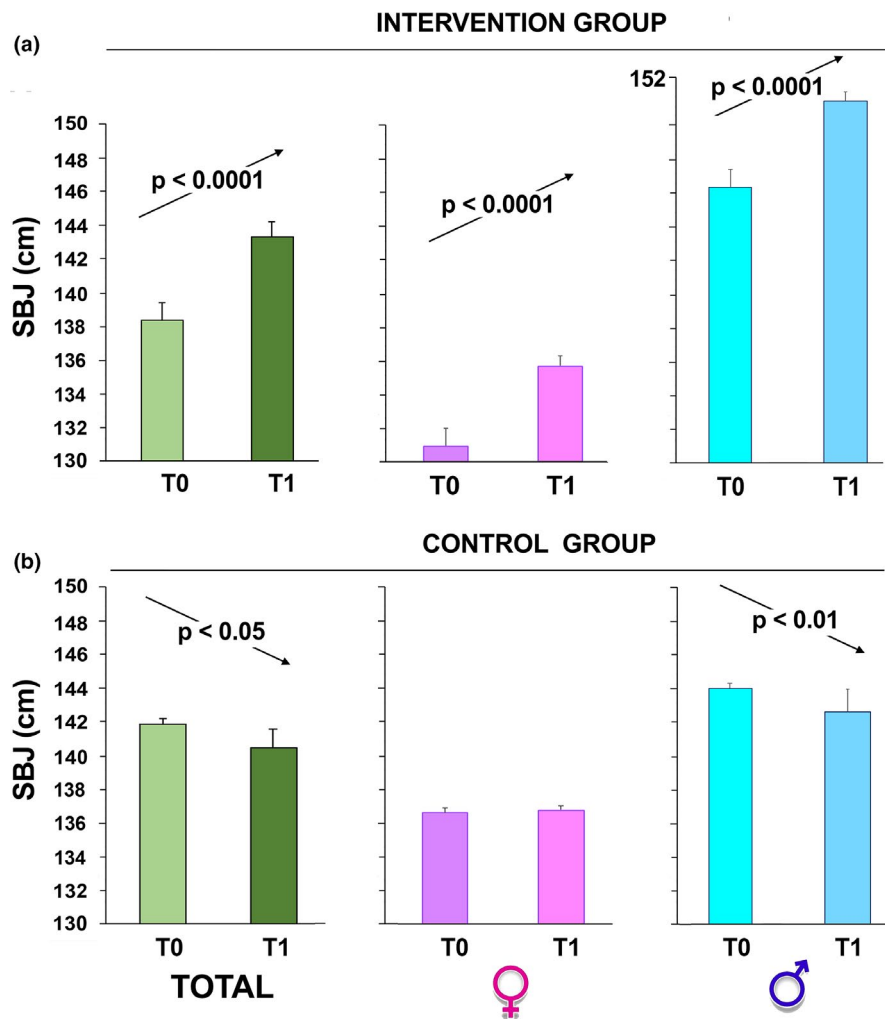 INTERVENTION GROUP
(a)
152
p < 0.0001
150
148
146
144
142
140
138
136
134
132
130
SBJ (cm)
p < 0.0001
p < 0.0001
T0 T1
T0 T1
T0 T1
CONTROL GROUP
(b)
150
148
146
144
142
140
138
136
134
132
130
SBJ (cm)
p < 0.05
p < 0.01
T0 T1
T0 T1
T0 T1
TOTAL